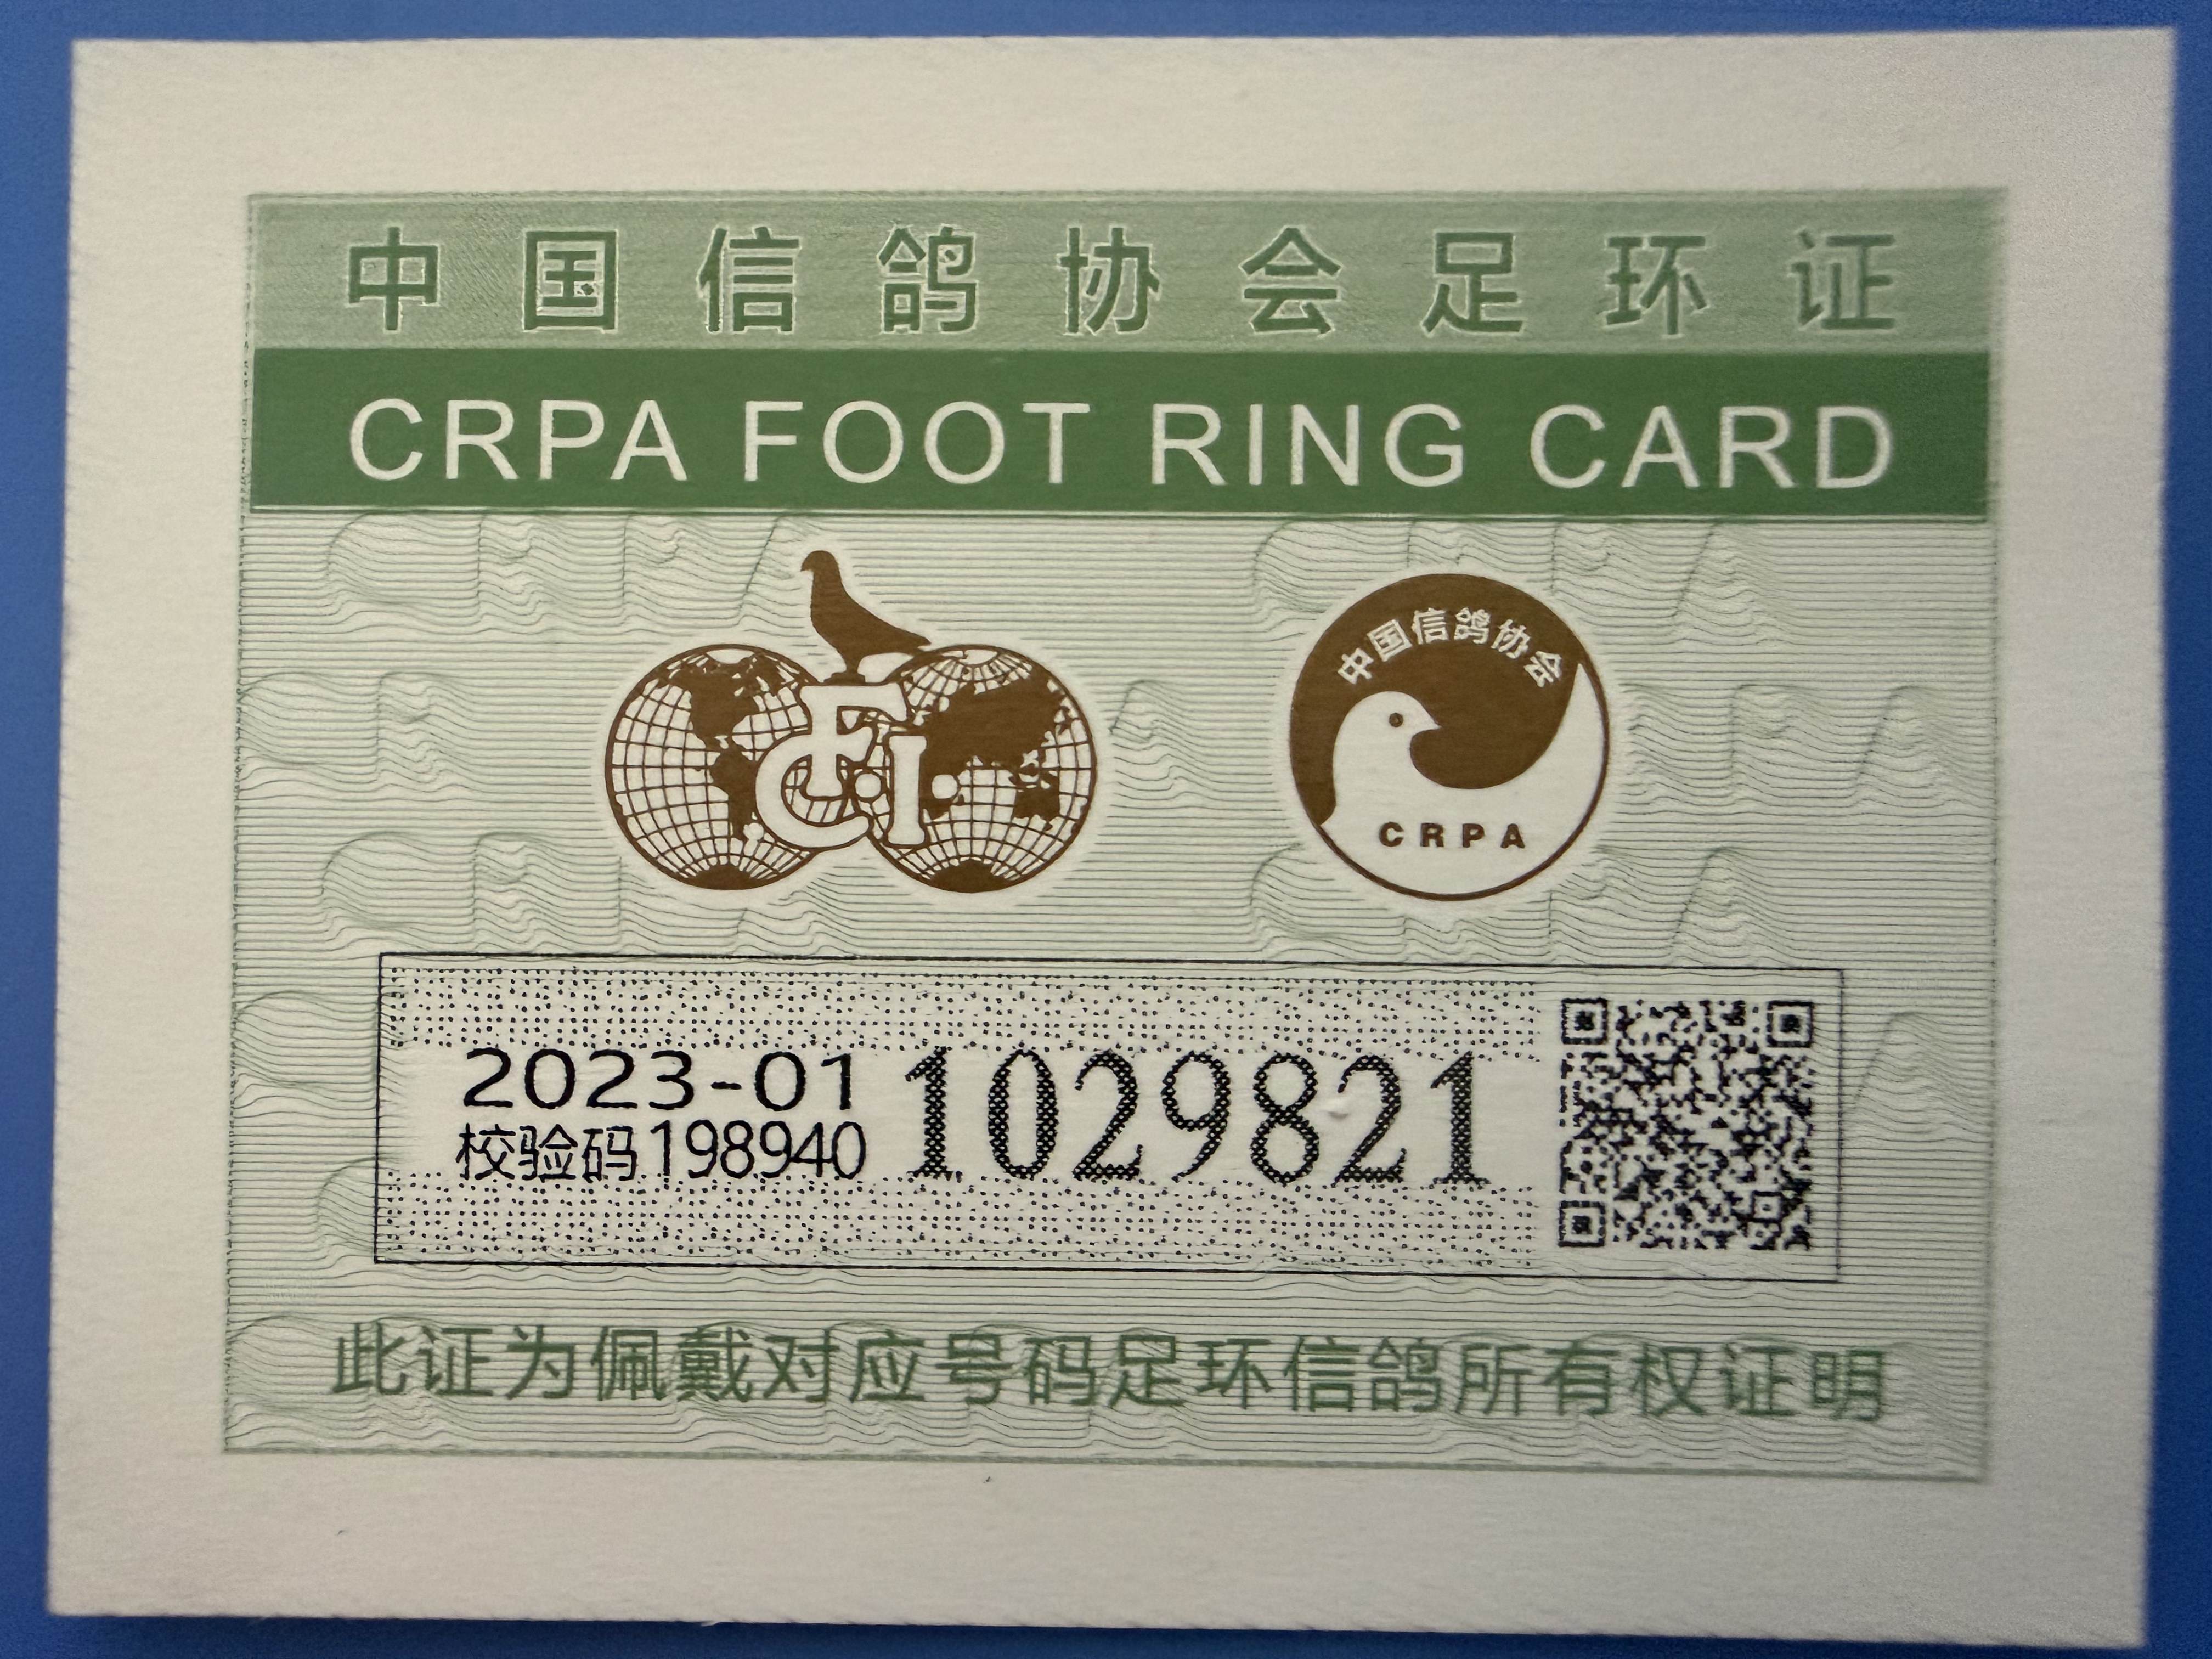 中国信鸽协会足环证
CRPA FOOT RING CARD
F.C.I.
中国信鸽协会
CRPA
2023-01
校验码198940
1029821
此证为佩戴对应号码足环信鸽所有权证明